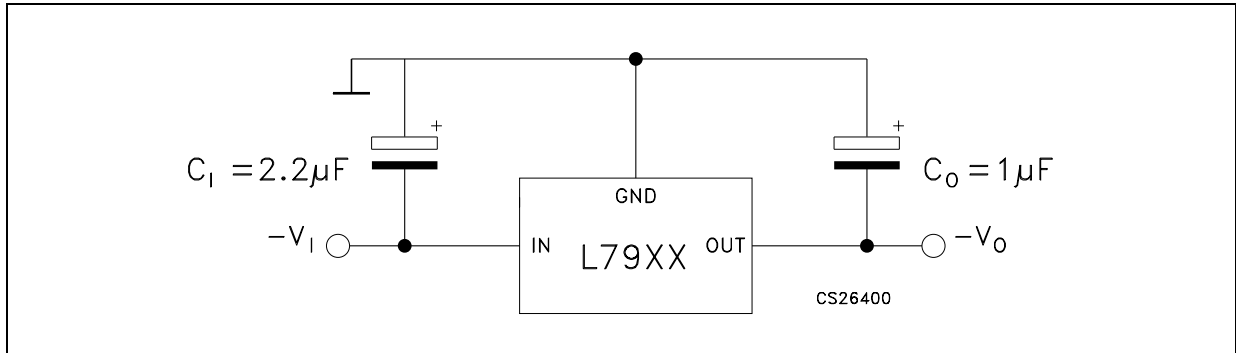 +
+
C_I = 2.2µF
C_O = 1µF
GND
-V_I
IN
L79XX
OUT
-V_O
CS26400